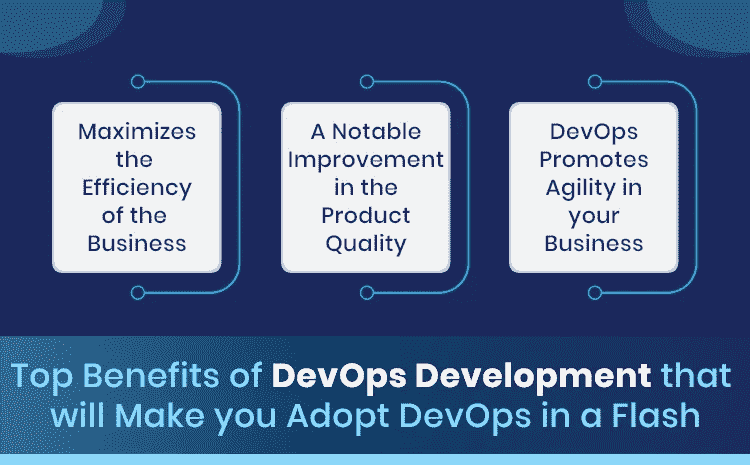 Maximizes
the
Efficiency
of the
Business
A Notable
Improvement
in the
Product
Quality
DevOps
Promotes
Agility in
your
Business
Top Benefits of DevOps Development that
will Make you Adopt DevOps in a Flash